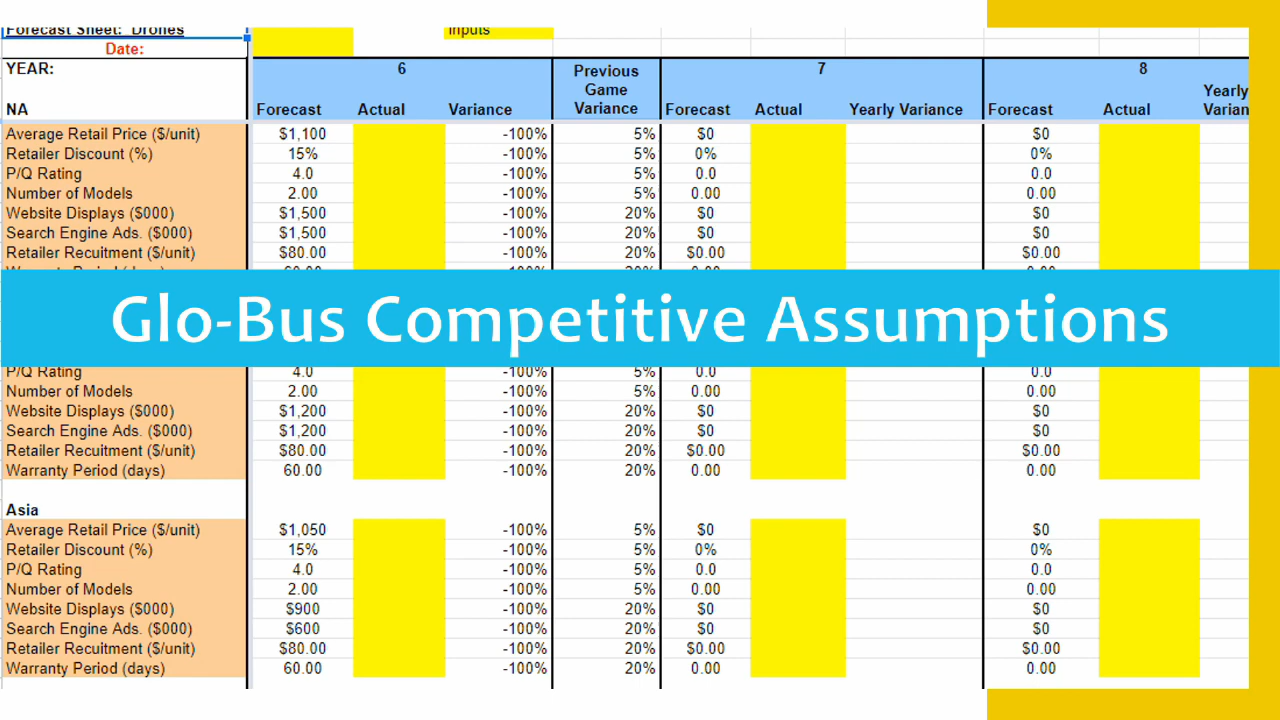 Forecast Sheet: Drones
Inputs
Date:
YEAR: 6 Previous Game Variance 7 8
NA Forecast Actual Variance Forecast Actual Yearly Variance Forecast Actual Yearly Varian
Average Retail Price ($/unit) $1,100 -100% 5% $0 $0
Retailer Discount (%) 15% -100% 5% 0% 0%
P/Q Rating 4.0 -100% 5% 0.0 0.0
Number of Models 2.00 -100% 5% 0.00 0.00
Website Displays ($000) $1,500 -100% 20% $0 $0
Search Engine Ads. ($000) $1,500 -100% 20% $0 $0
Retailer Recuitment ($/unit) $80.00 -100% 20% $0.00 $0.00
Glo-Bus Competitive Assumptions
P/Q Rating 4.0 -100% 5% 0.0 0.0
Number of Models 2.00 -100% 5% 0.00 0.00
Website Displays ($000) $1,200 -100% 20% $0 $0
Search Engine Ads. ($000) $1,200 -100% 20% $0 $0
Retailer Recuitment ($/unit) $80.00 -100% 20% $0.00 $0.00
Warranty Period (days) 60.00 -100% 20% 0.00 0.00
Asia
Average Retail Price ($/unit) $1,050 -100% 5% $0 $0
Retailer Discount (%) 15% -100% 5% 0% 0%
P/Q Rating 4.0 -100% 5% 0.0 0.0
Number of Models 2.00 -100% 5% 0.00 0.00
Website Displays ($000) $900 -100% 20% $0 $0
Search Engine Ads. ($000) $600 -100% 20% $0 $0
Retailer Recuitment ($/unit) $80.00 -100% 20% $0.00 $0.00
Warranty Period (days) 60.00 -100% 20% 0.00 0.00